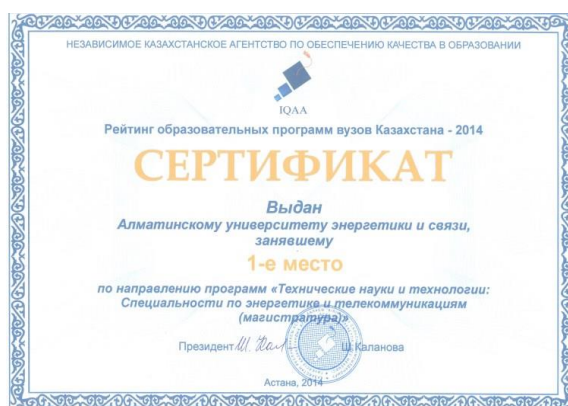 НЕЗАВИСИМОЕ КАЗАХСТАНСКОЕ АГЕНТСТВО ПО ОБЕСПЕЧЕНИЮ КАЧЕСТВА В ОБРАЗОВАНИИ
IQAA
Рейтинг образовательных программ вузов Казахстана - 2014
СЕРТИФИКАТ
Выдан
Алматинскому университету энергетики и связи,
занявшему
1-е место
по направлению программ «Технические науки и технологии:
Специальности по энергетике и телекоммуникациям
(магистратура)»
Президент Ш. Каланова
Астана, 2014